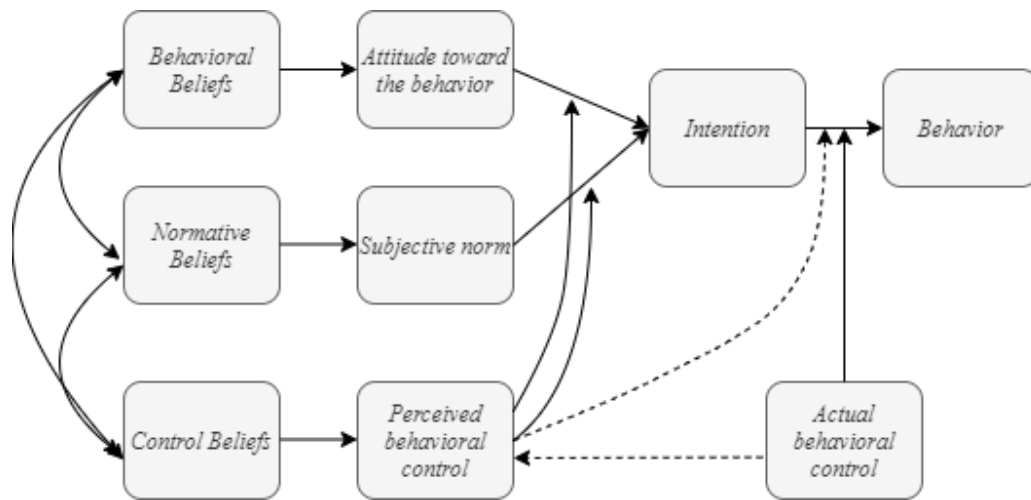 Behavioral
Beliefs
Attitude toward
the behavior
Intention
Behavior
Normative
Beliefs
Subjective norm
Control Beliefs
Perceived
behavioral
control
Actual
behavioral
control